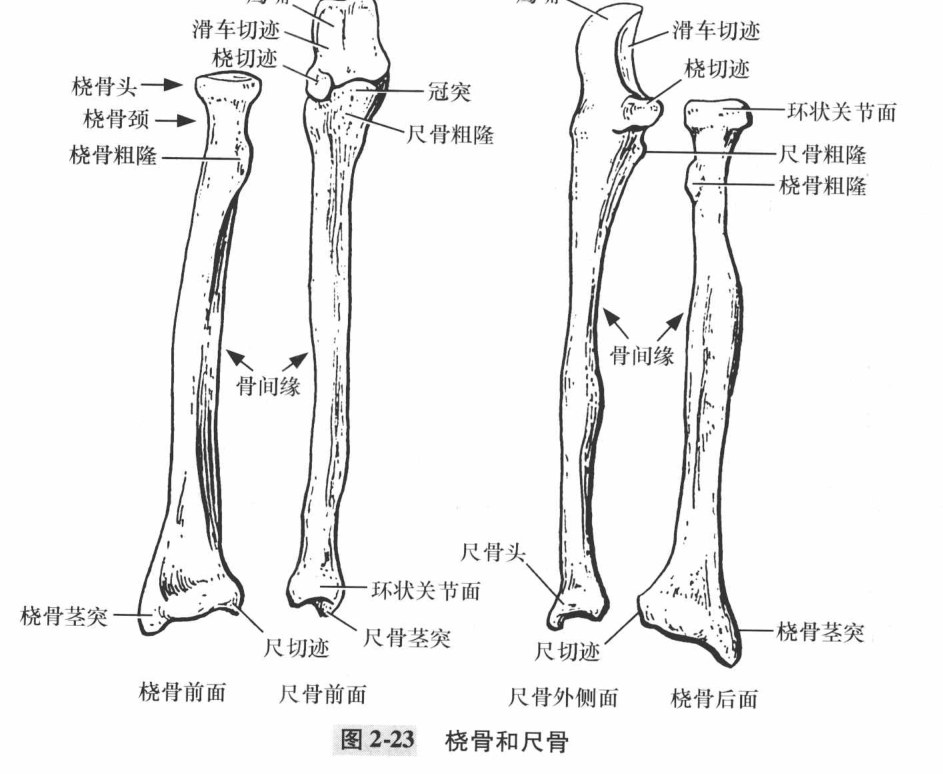 滑车切迹
桡切迹
桡骨头
桡骨颈
桡骨粗隆
冠突
尺骨粗隆
滑车切迹
桡切迹
环状关节面
尺骨粗隆
桡骨粗隆
骨间缘
骨间缘
尺骨头
环状关节面
桡骨茎突
尺骨茎突
尺切迹
尺切迹
桡骨茎突
桡骨前面
尺骨前面
尺骨外侧面
桡骨后面
图 2-23 桡骨和尺骨